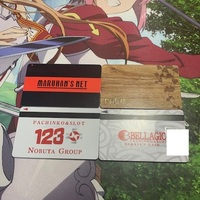 MARUHAN'S NET
PACHINKO&SLOT
123
NOBUTA GROUP
BELLAGIO